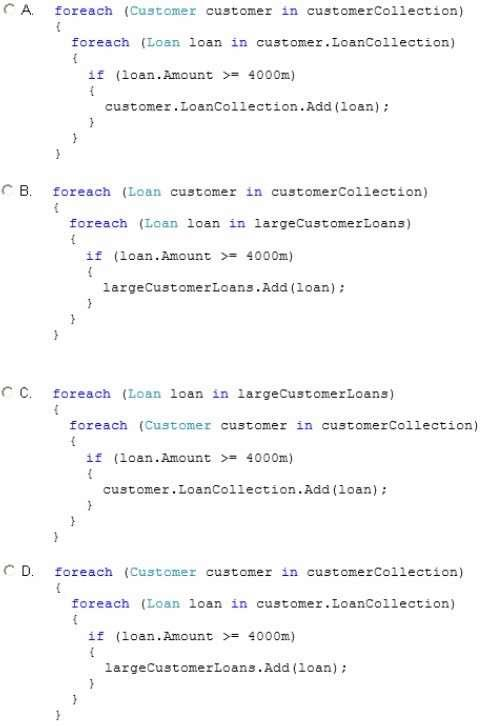 A. foreach (Customer customer in customerCollection)
{
foreach (Loan loan in customer.LoanCollection)
{
if (loan.Amount >= 4000m)
{
customer.LoanCollection.Add(loan);
}
}
}
B. foreach (Loan customer in customerCollection)
{
foreach (Loan loan in largeCustomerLoans)
{
if (loan.Amount >= 4000m)
{
largeCustomerLoans.Add(loan);
}
}
}
C. foreach (Loan loan in largeCustomerLoans)
{
foreach (Customer customer in customerCollection)
{
if (loan.Amount >= 4000m)
{
customer.LoanCollection.Add(loan);
}
}
}
D. foreach (Customer customer in customerCollection)
{
foreach (Loan loan in customer.LoanCollection)
{
if (loan.Amount >= 4000m)
{
largeCustomerLoans.Add(loan);
}
}
}